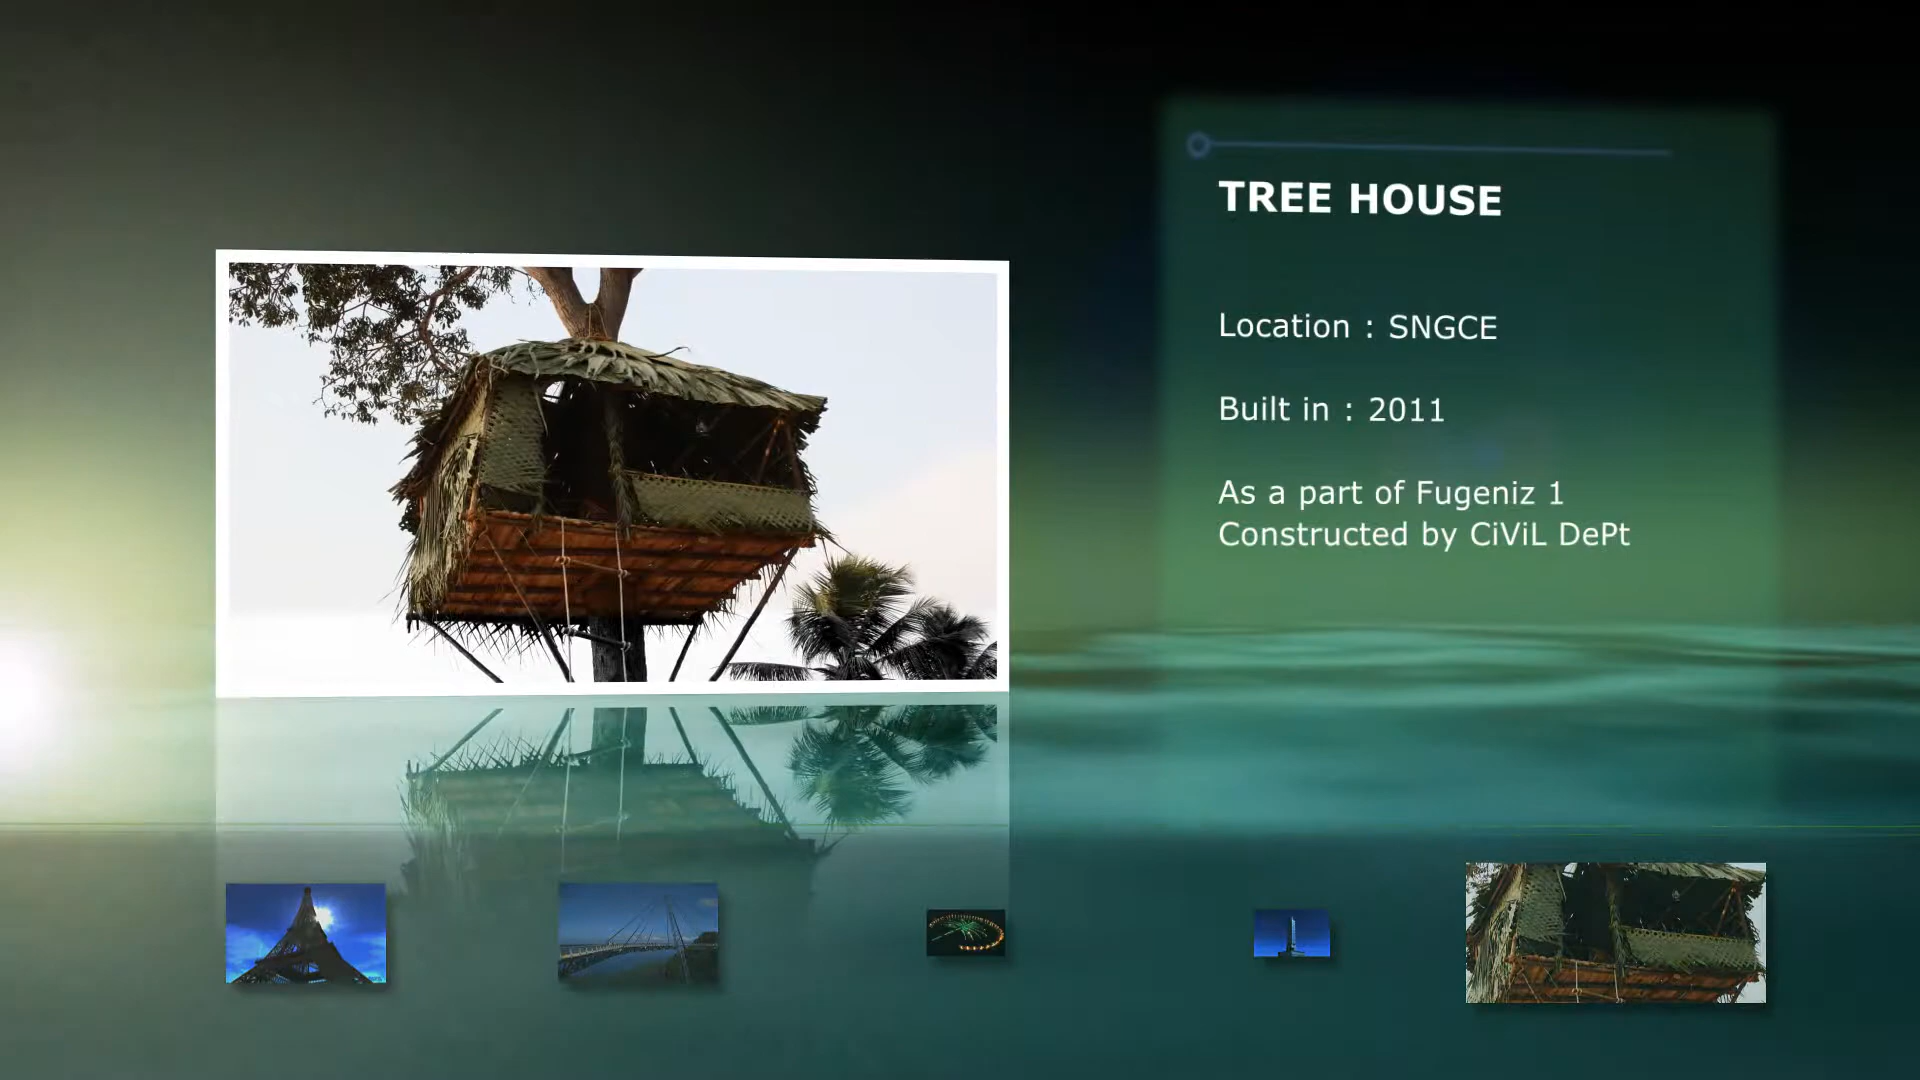 TREE HOUSE
Location : SNGCE
Built in : 2011
As a part of Fugeniz 1
Constructed by CiViL DePt